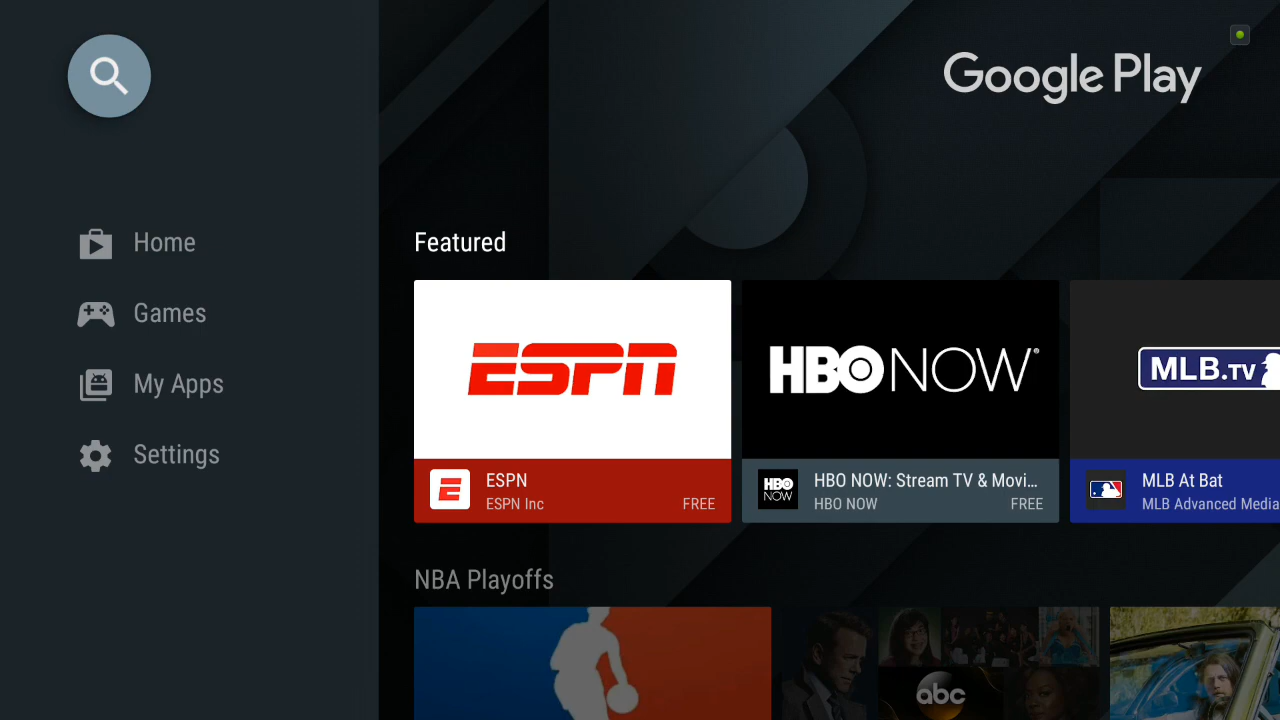 Google Play
Home
Games
My Apps
Settings
Featured
ESPN
ESPN
ESPN Inc
FREE
HBO NOW®
HBO NOW
HBO NOW: Stream TV & Movi...
HBO NOW
FREE
MLB.TV
MLB At Bat
MLB Advanced Media
NBA Playoffs
abc